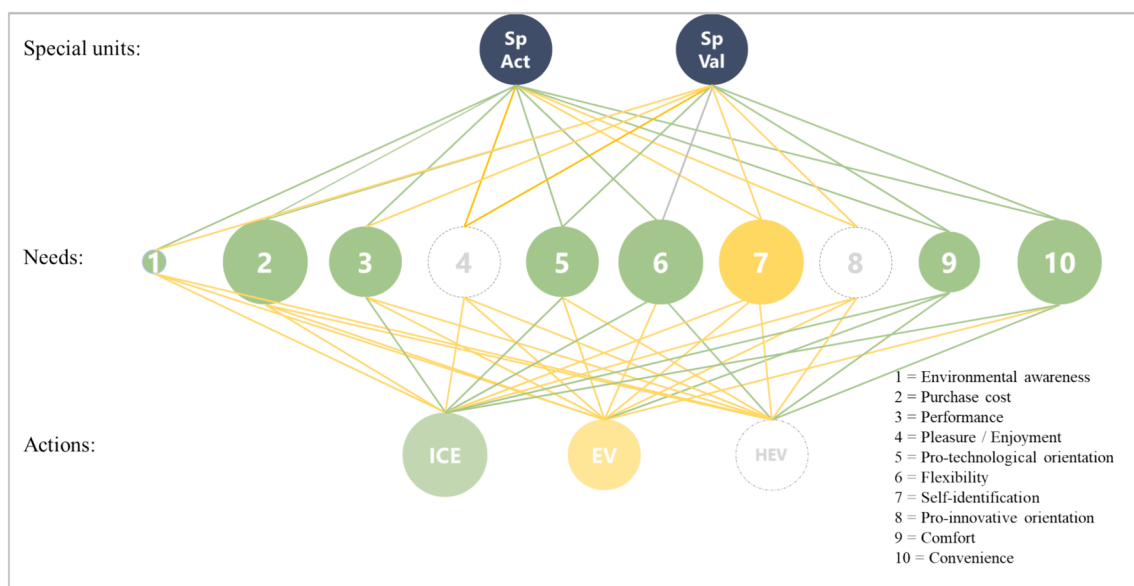 Special units:
Sp
Act
Sp
Val
Needs:
1
2
3
4
5
6
7
8
9
10
1 = Environmental awareness
2 = Purchase cost
3 = Performance
4 = Pleasure / Enjoyment
5 = Pro-technological orientation
6 = Flexibility
7 = Self-identification
8 = Pro-innovative orientation
9 = Comfort
10 = Convenience
Actions:
ICE
EV
HEV